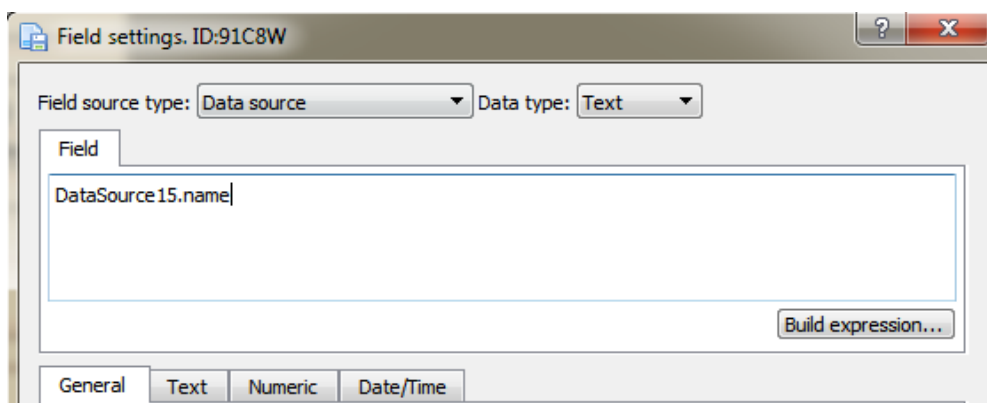 Field settings. ID:91C8W
? X
Field source type: Data source Data type: Text
Field
DataSource15.name
Build expression...
General Text Numeric Date/Time